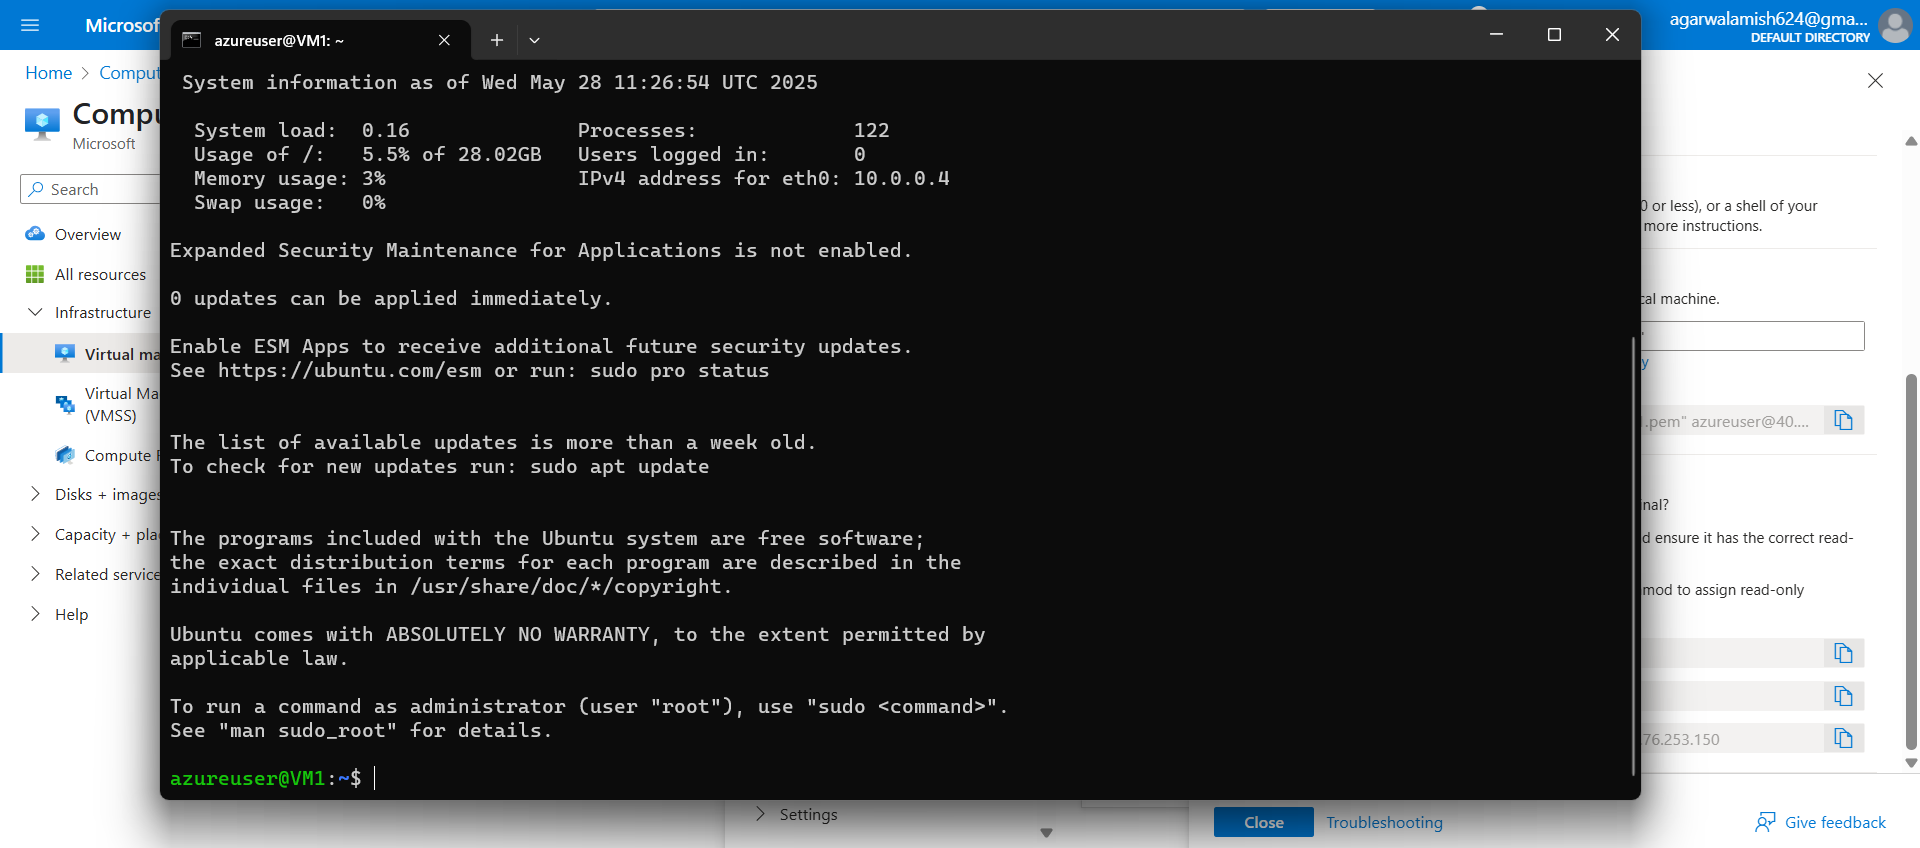 Microsof
agarwalamish624@gma...
DEFAULT DIRECTORY
Home > Comput
Compu
Microsoft
Search
Overview
All resources
Infrastructure
Virtual ma
Virtual Ma
(VMSS)
Compute
Disks + images
Capacity + pla
Related service
Help
azureuser@VM1: ~
System information as of Wed May 28 11:26:54 UTC 2025
System load: 0.16 Processes: 122
Usage of /: 5.5% of 28.02GB Users logged in: 0
Memory usage: 3% IPv4 address for eth0: 10.0.0.4
Swap usage: 0%
Expanded Security Maintenance for Applications is not enabled.
0 updates can be applied immediately.
Enable ESM Apps to receive additional future security updates.
See https://ubuntu.com/esm or run: sudo pro status
The list of available updates is more than a week old.
To check for new updates run: sudo apt update
The programs included with the Ubuntu system are free software;
the exact distribution terms for each program are described in the
individual files in /usr/share/doc/*/copyright.
Ubuntu comes with ABSOLUTELY NO WARRANTY, to the extent permitted by
applicable law.
To run a command as administrator (user "root"), use "sudo <command>".
See "man sudo_root" for details.
azureuser@VM1:~$
0 or less), or a shell of your
more instructions.
cal machine.
y
1.pem" azureuser@40....
inal?
d ensure it has the correct read-
mod to assign read-only
76.253.150
Settings
Close
Troubleshooting
Give feedback